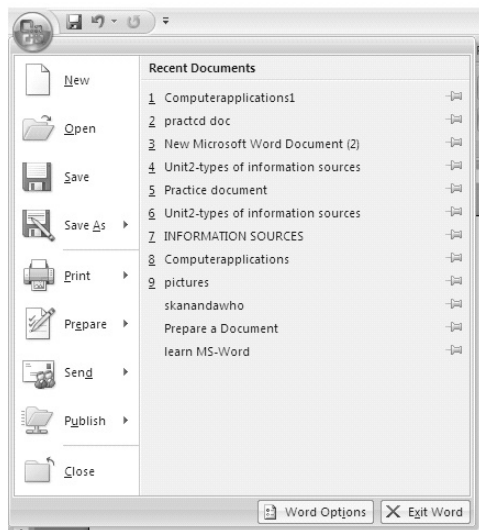 New
Open
Save
Save As
Print
Prepare
Send
Publish
Close
Recent Documents
1 Computerapplications1
2 practcd doc
3 New Microsoft Word Document (2)
4 Unit2-types of information sources
5 Practice document
6 Unit2-types of information sources
7 INFORMATION SOURCES
8 Computerapplications
9 pictures
skanandawho
Prepare a Document
learn MS-Word
Word Options
Exit Word